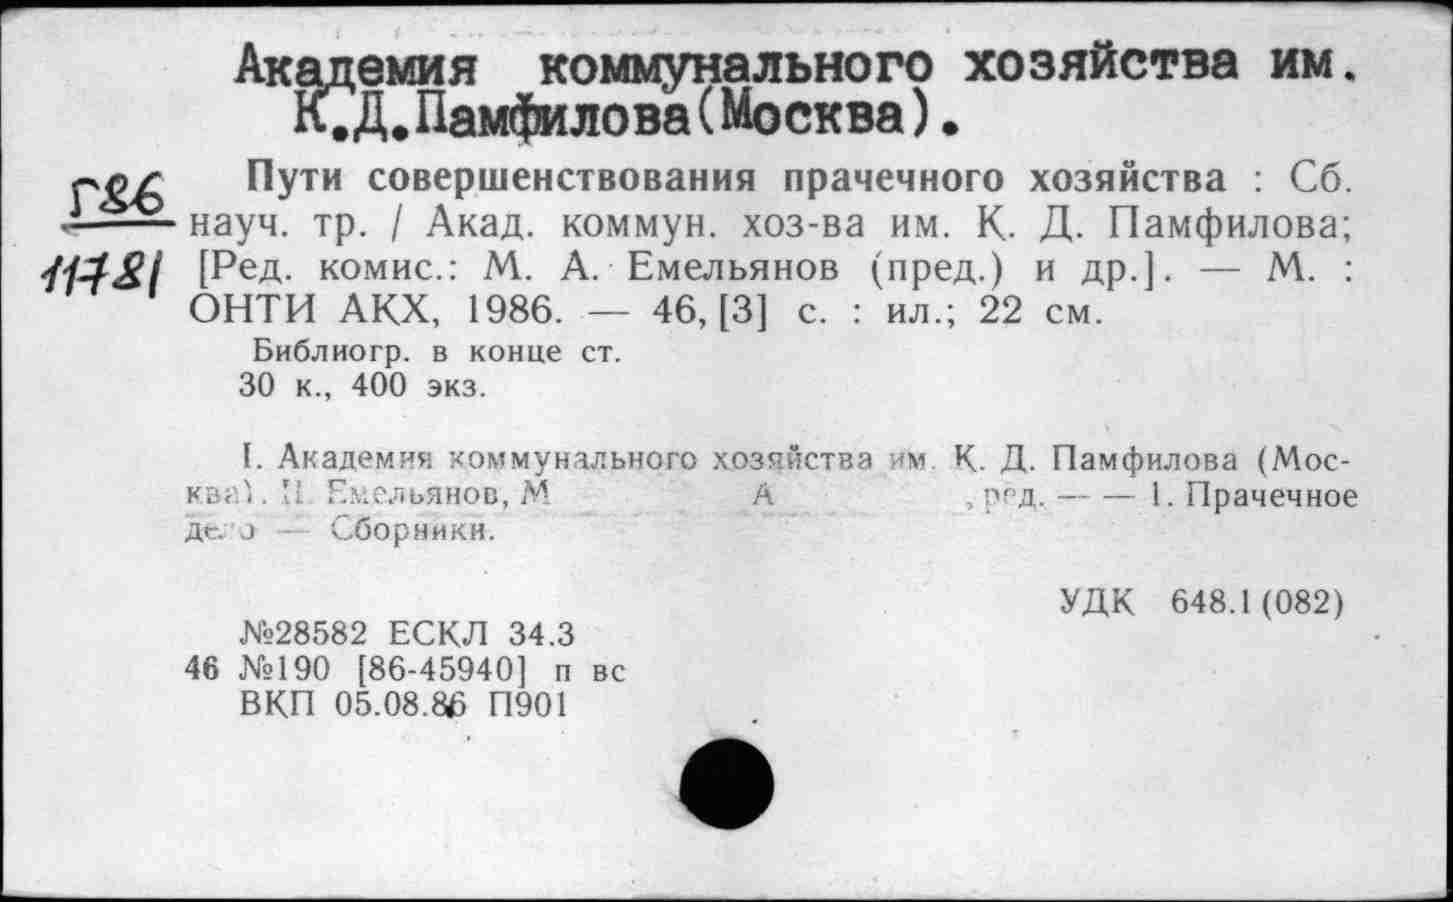 Академия коммунального хозяйства им.
К.Д.Памфилова(Москва).
Г86
11781
Пути совершенствования прачечного хозяйства : Сб.
науч. тр. / Акад. коммун. хоз-ва им. К. Д. Памфилова;
[Ред. комис.: М. А. Емельянов (пред.) и др.]. — М. :
ОНТИ АКХ, 1986. — 46, [3] с. : ил.; 22 см.
Библиогр. в конце ст.
30 к., 400 экз.
I. Академия коммунального хозяйства им. К. Д. Памфилова (Мос-
ква). II. Емельянов, М А , ред. — — 1. Прачечное
дело — Сборники.
УДК 648.1 (082)
№28582 ЕСКЛ 34.3
46 №190 [86-45940] п вс
ВКП 05.08.86 П901